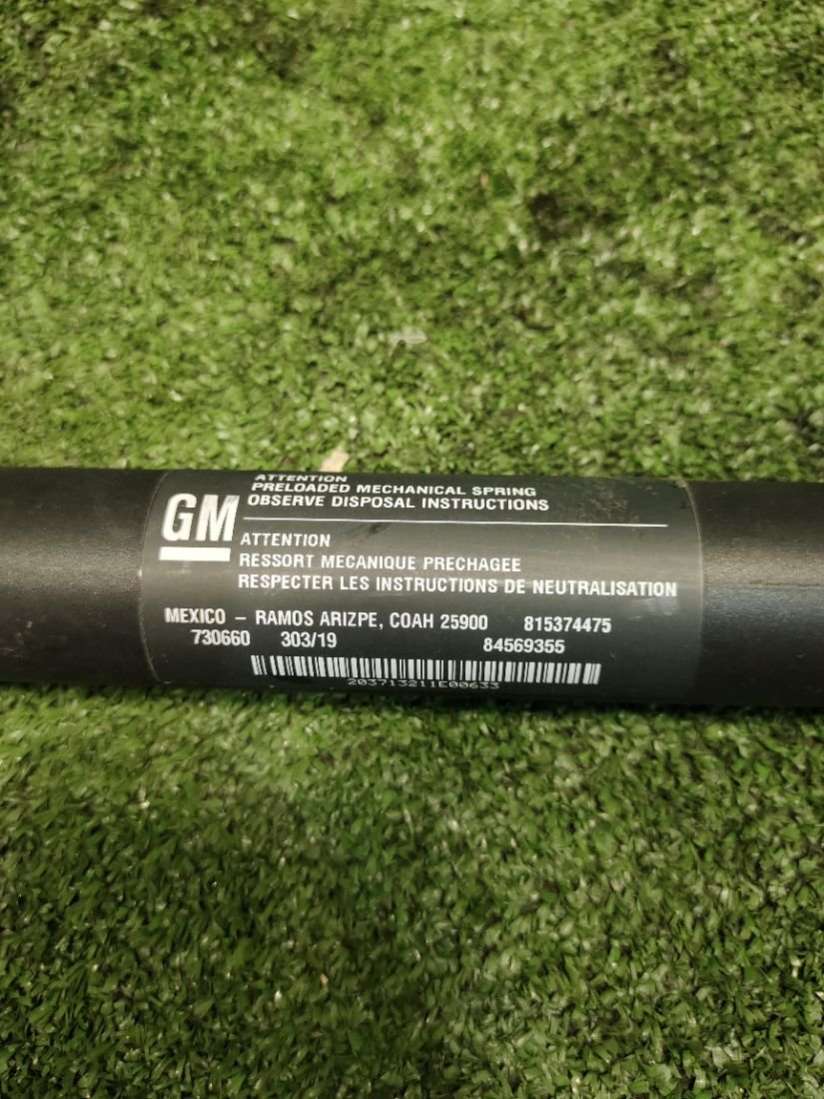 GM
ATTENTION
PRELOADED MECHANICAL SPRING
OBSERVE DISPOSAL INSTRUCTIONS
ATTENTION
RESSORT MECANIQUE PRECHAGEE
RESPECTER LES INSTRUCTIONS DE NEUTRALISATION
MEXICO – RAMOS ARIZPE, COAH 25900 815374475
730660 303/19 84569355
203713211E00633